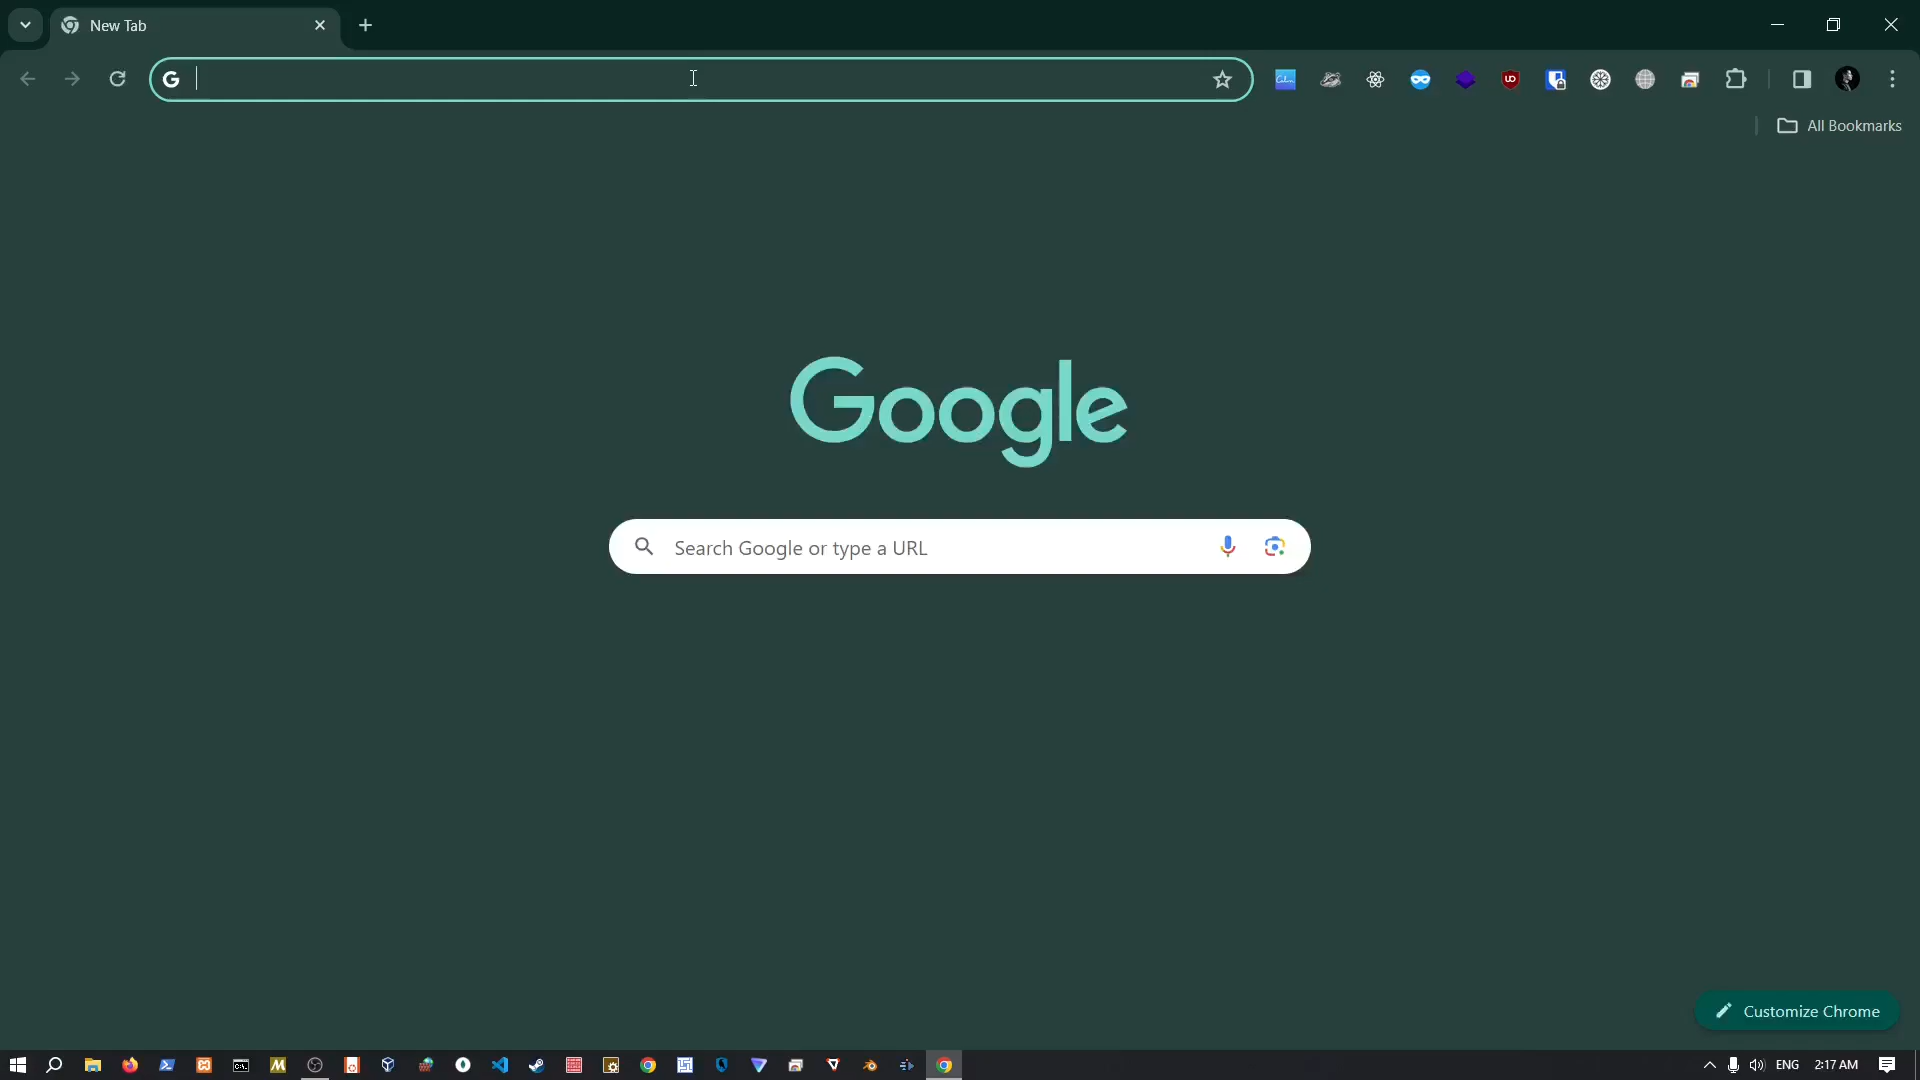 New Tab
All Bookmarks
Google
Search Google or type a URL
Customize Chrome
ENG
2:17 AM